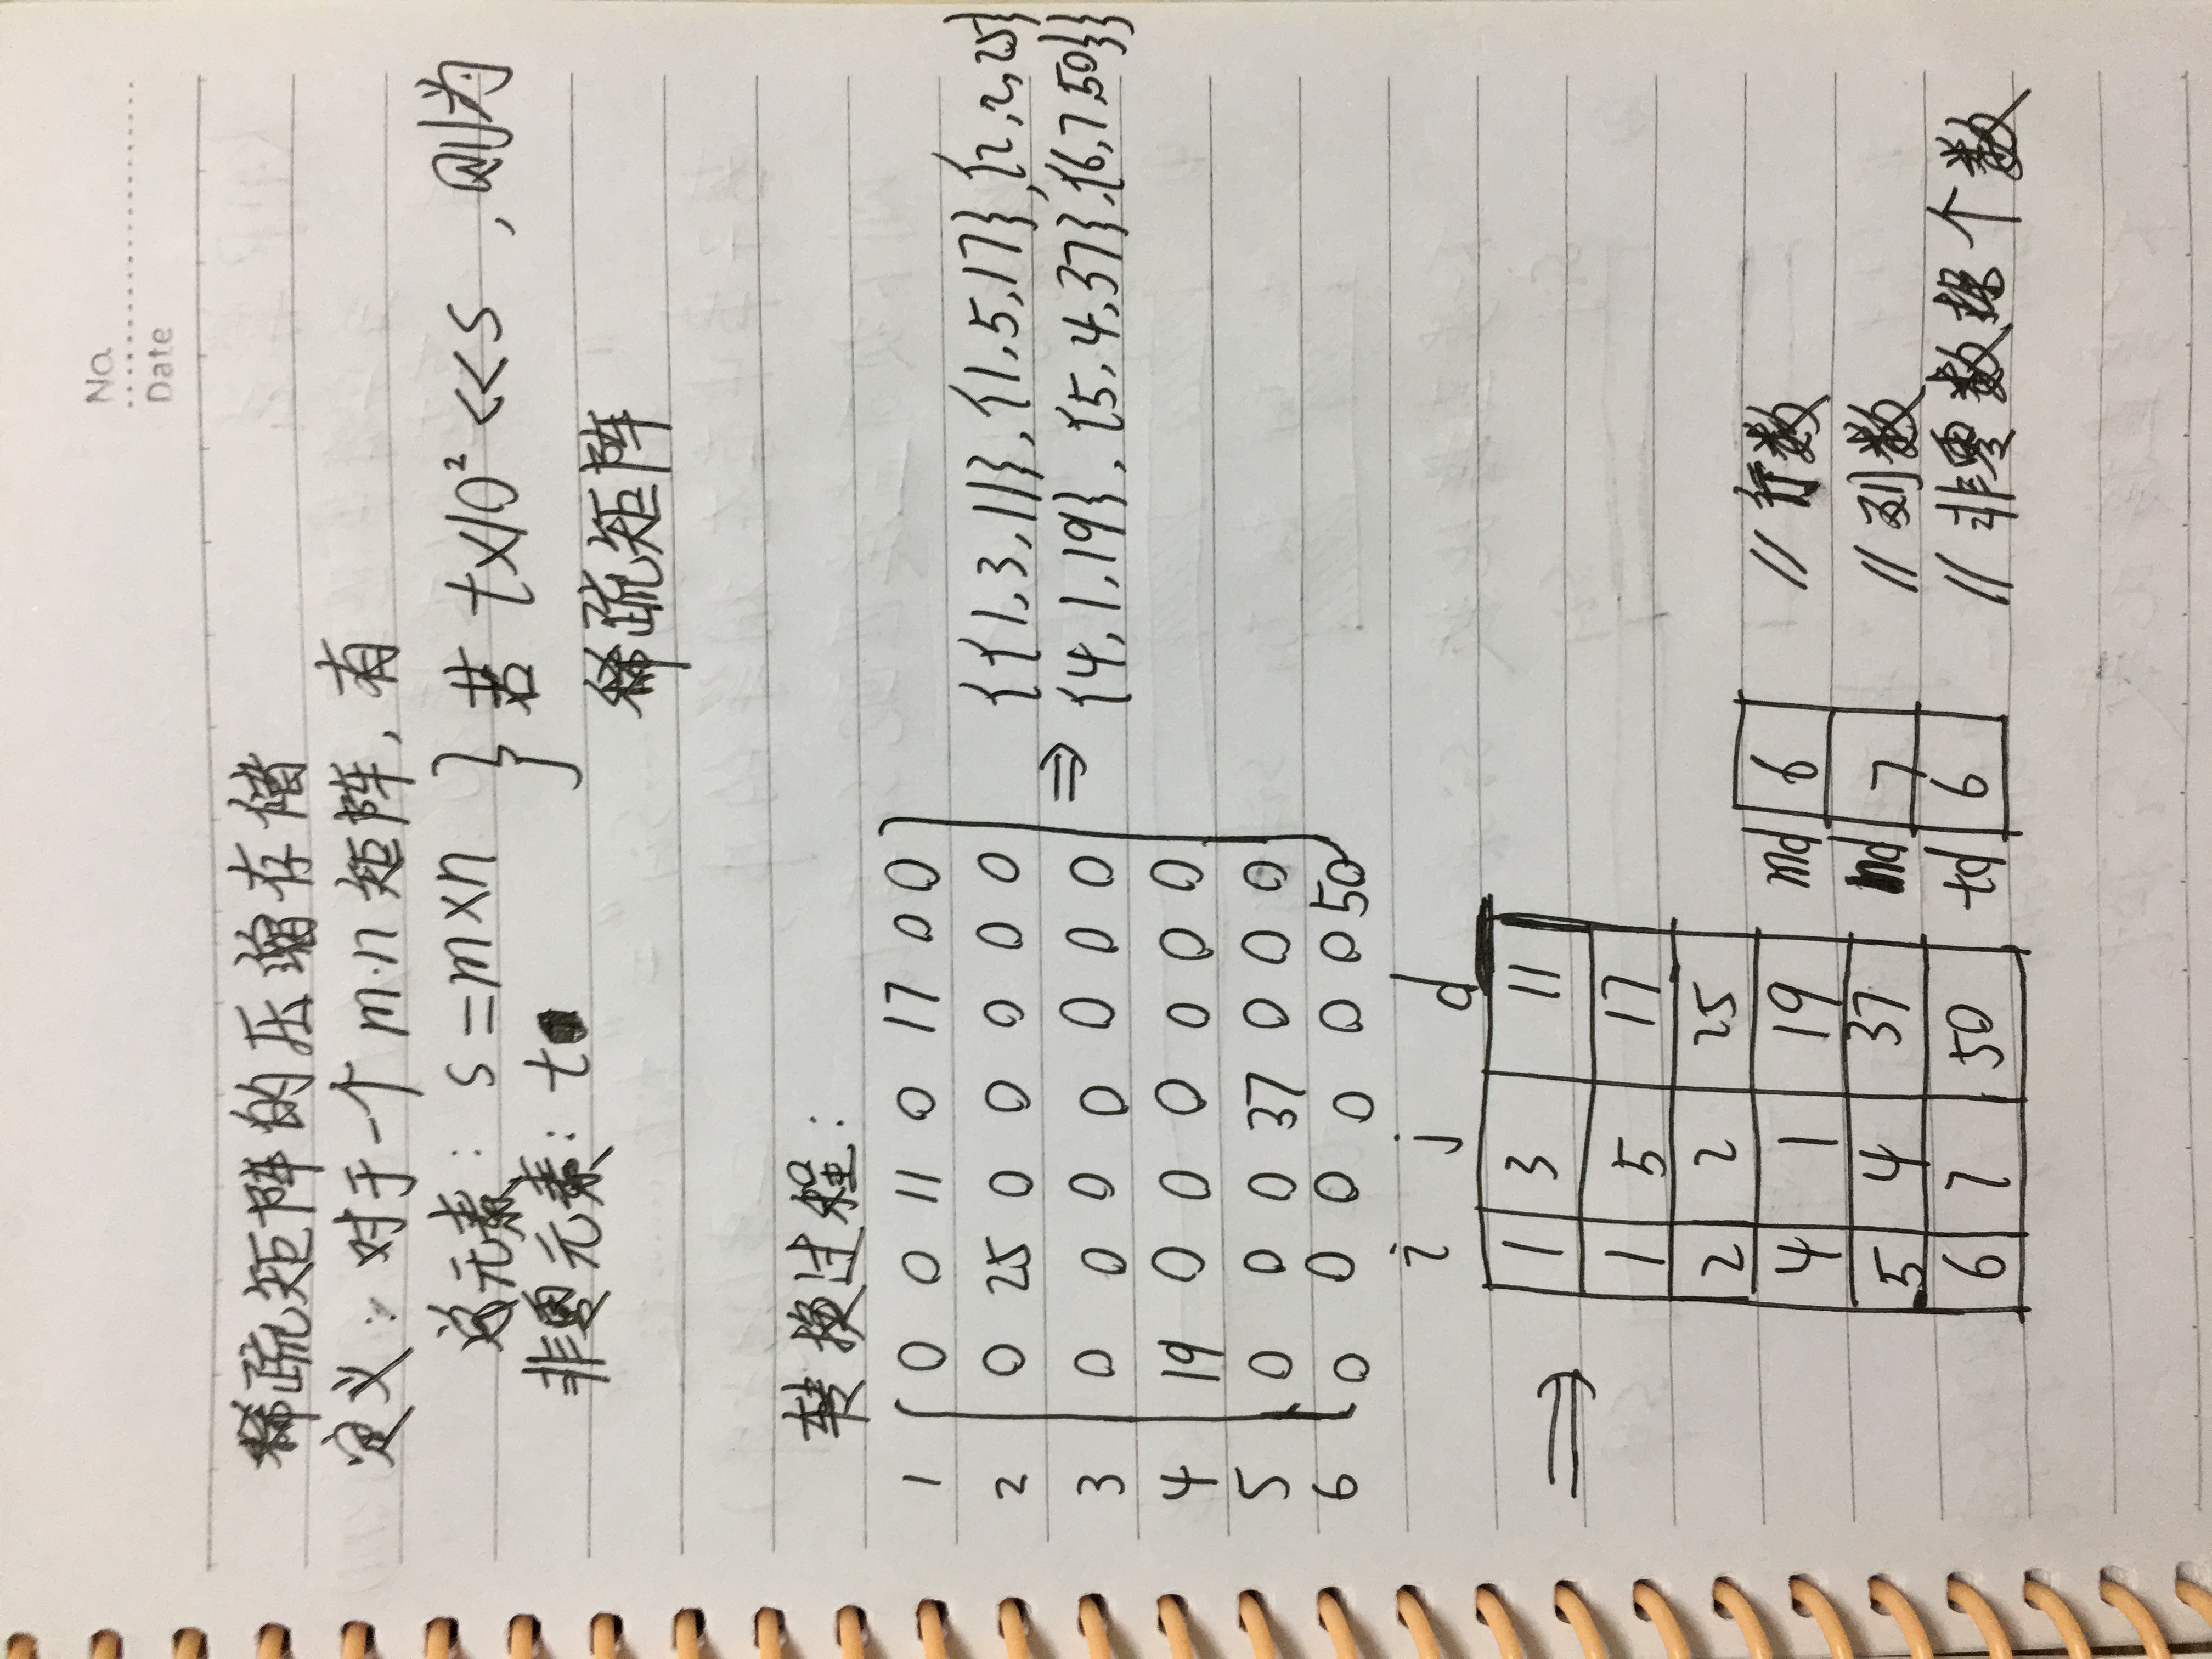 No.
Date
稀疏矩阵的压缩存储
定义：对于一个 m·n 矩阵，有
总元素：s=m×n
非零元素：t
} 若 t×10² <<s ，则为
稀疏矩阵
转换过程：
1 0 0 11 0 17 0 0
2 0 25 0 0 0 0 0
3 0 0 0 0 0 0 0
4 19 0 0 0 0 0 0
5 0 0 0 37 0 0 0
6 0 0 0 0 0 0 50
⇒ {{1,3,11},{1,5,17},{2,2,25}
{4,1,19},{5,4,37},{6,7,50}}
i j d
⇒ 1 3 11
1 5 17
2 2 25
4 1 19
5 4 37
6 7 50
md 6 //行数
nd 7 //列数
td 6 //非零数据个数